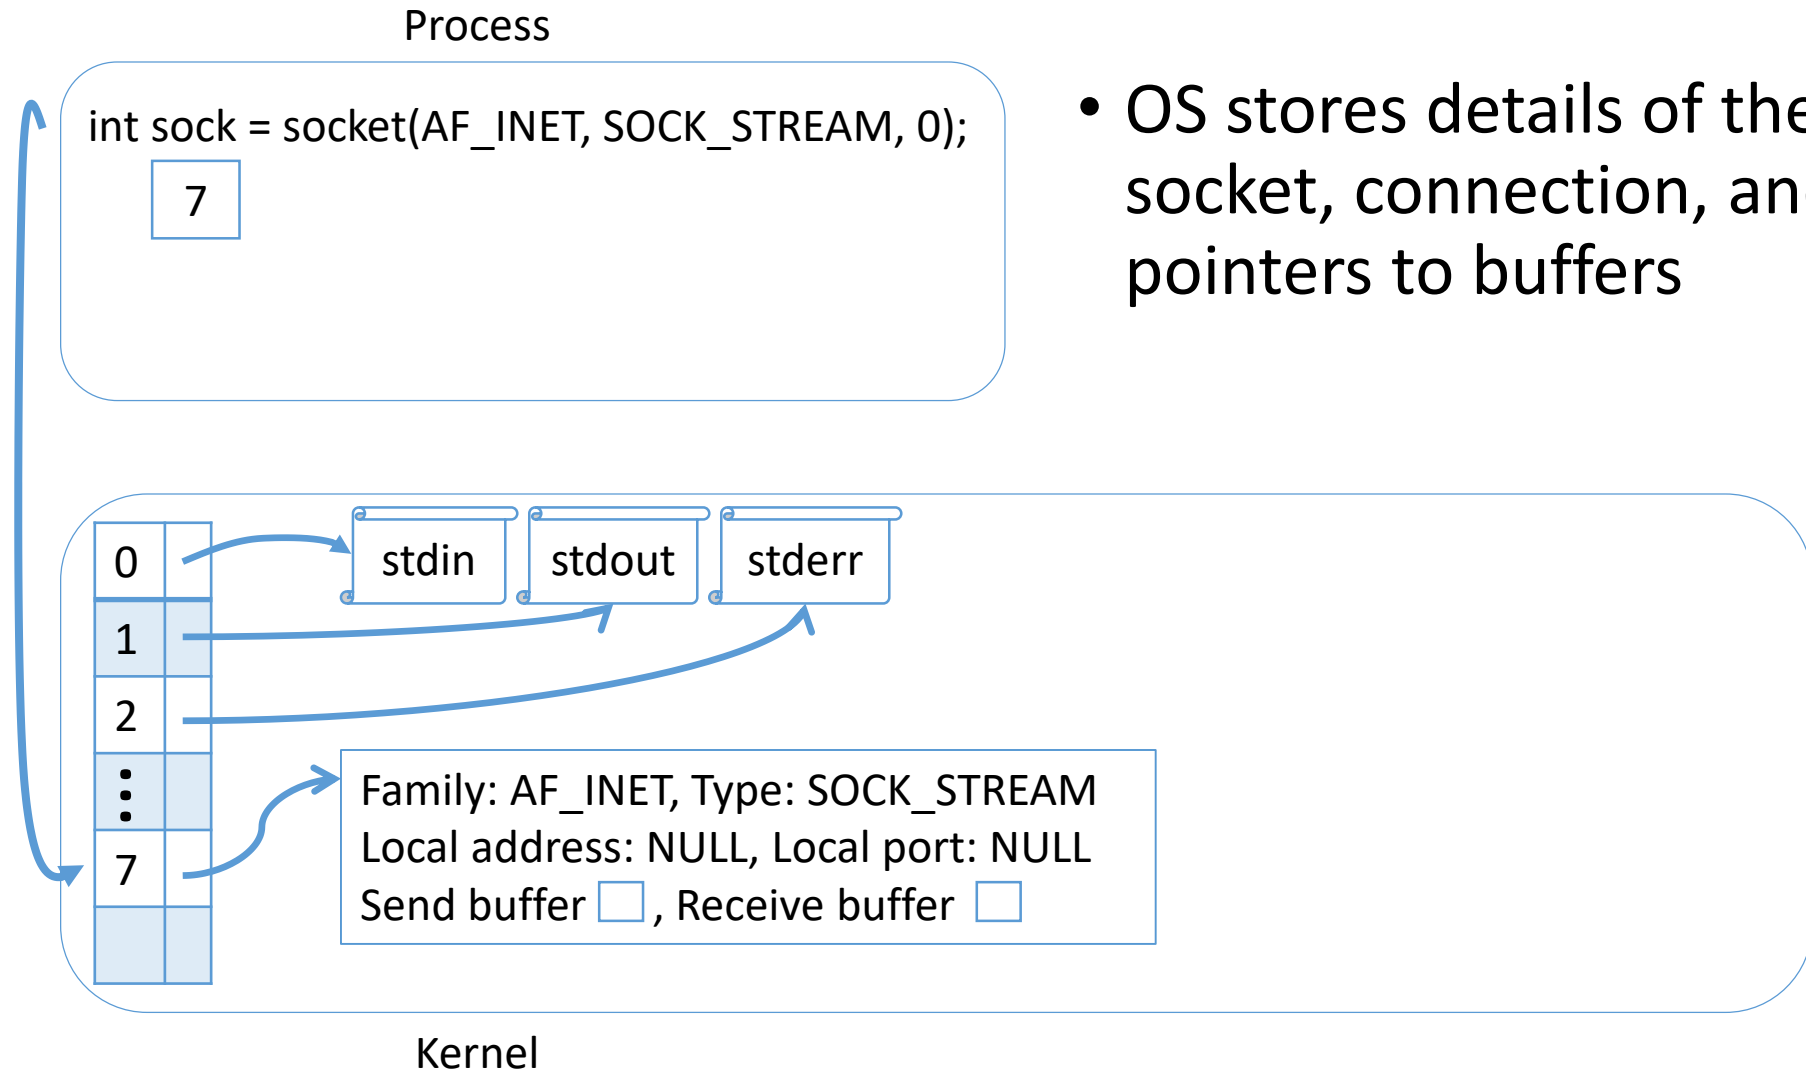 Process
int sock = socket(AF_INET, SOCK_STREAM, 0);
7
• OS stores details of the
socket, connection, an
pointers to buffers
0
stdin
stdout
stderr
1
2
⋮
7
Family: AF_INET, Type: SOCK_STREAM
Local address: NULL, Local port: NULL
Send buffer , Receive buffer
Kernel